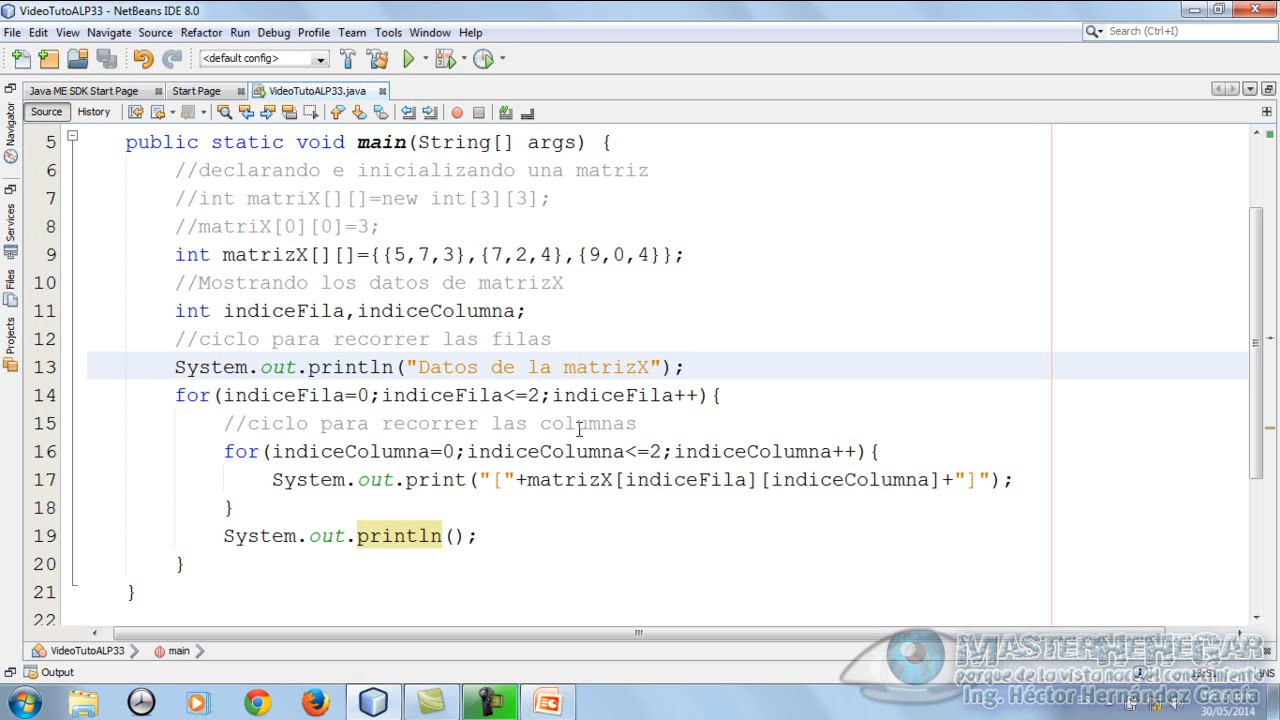 VideoTutoALP33 - NetBeans IDE 8.0
File Edit View Navigate Source Refactor Run Debug Profile Team Tools Window Help
Search (Ctrl+I)
<default config>
Java ME SDK Start Page Start Page VideoTutoALP33.java
Source History
Navigator
Services
Files
Projects
5 public static void main(String[] args) {
6 //declarando e inicializando una matriz
7 //int matriX[][]=new int[3][3];
8 //matriX[0][0]=3;
9 int matrizX[][]={{5,7,3},{7,2,4},{9,0,4}};
10 //Mostrando los datos de matrizX
11 int indiceFila,indiceColumna;
12 //ciclo para recorrer las filas
13 System.out.println("Datos de la matrizX");
14 for(indiceFila=0;indiceFila<=2;indiceFila++){
15 //ciclo para recorrer las columnas
16 for(indiceColumna=0;indiceColumna<=2;indiceColumna++){
17 System.out.print("["+matrizX[indiceFila][indiceColumna]+"]");
18 }
19 System.out.println();
20 }
21 }
22
VideoTutoALP33 main
Output
MASTERHEHEGAR
porque de la vista nace el conocimiento
Ing. Héctor Hernández García
INS
30/05/2014